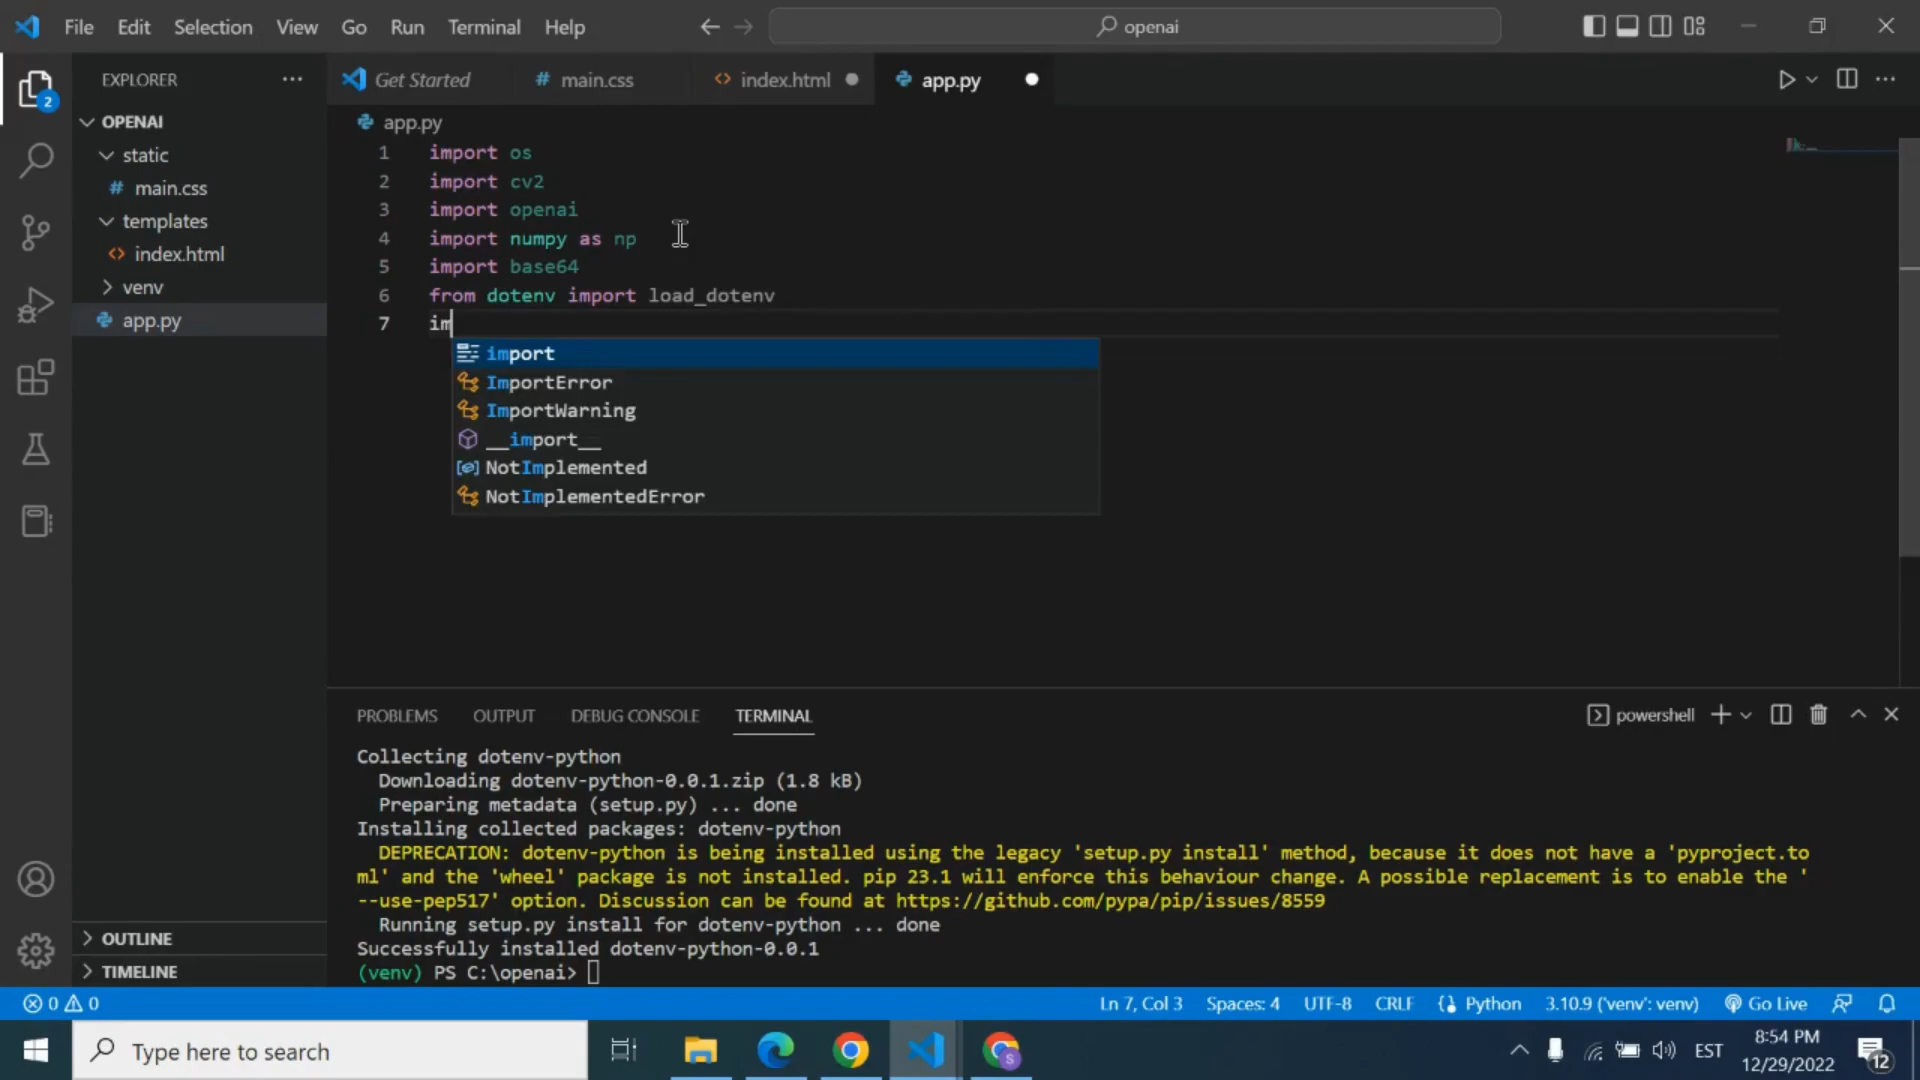 File Edit Selection View Go Run Terminal Help
openai
EXPLORER
Get Started
main.css
index.html
app.py
OPENAI
static
main.css
templates
index.html
venv
app.py
2
app.py
1 import os
2 import cv2
3 import openai
4 import numpy as np
5 import base64
6 from dotenv import load_dotenv
7 im
import
ImportError
ImportWarning
__import__
NotImplemented
NotImplementedError
PROBLEMS OUTPUT DEBUG CONSOLE TERMINAL
powershell
Collecting dotenv-python
Downloading dotenv-python-0.0.1.zip (1.8 kB)
Preparing metadata (setup.py) ... done
Installing collected packages: dotenv-python
DEPRECATION: dotenv-python is being installed using the legacy 'setup.py install' method, because it does not have a 'pyproject.to
ml' and the 'wheel' package is not installed. pip 23.1 will enforce this behaviour change. A possible replacement is to enable the '
--use-pep517' option. Discussion can be found at https://github.com/pypa/pip/issues/8559
Running setup.py install for dotenv-python ... done
Successfully installed dotenv-python-0.0.1
(venv) PS C:\openai>
OUTLINE
TIMELINE
0 0
Ln 7, Col 3 Spaces: 4 UTF-8 CRLF Python 3.10.9 ('venv': venv) Go Live
Type here to search
S
EST
8:54 PM
12/29/2022
12